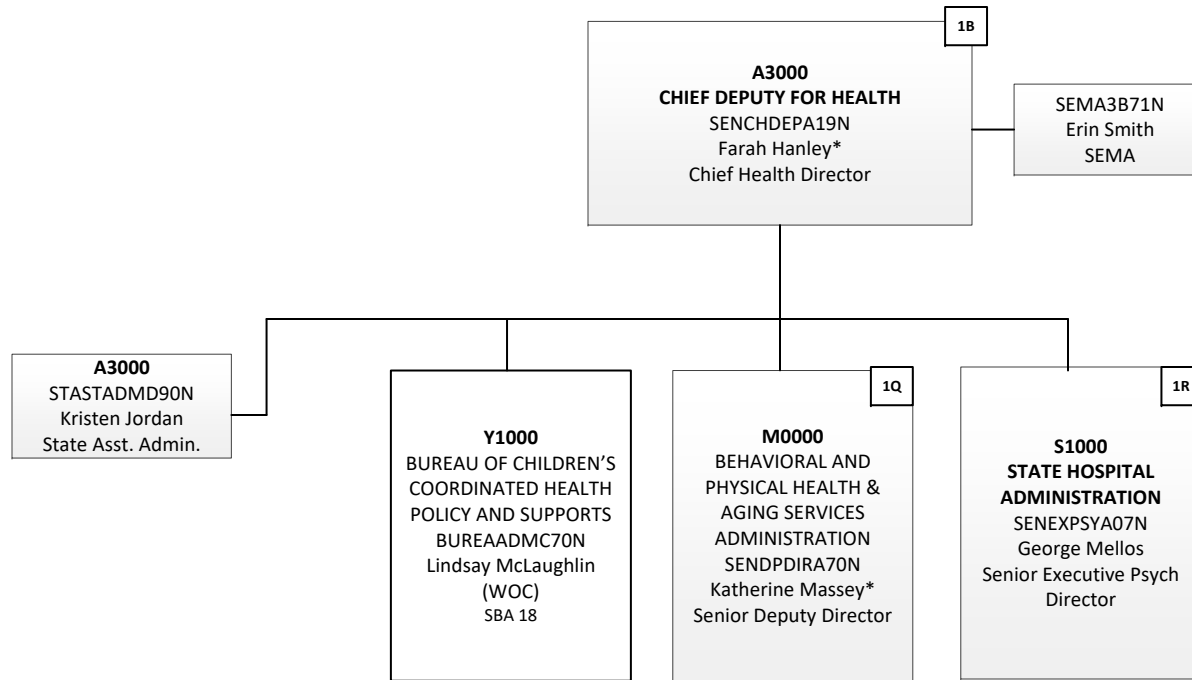 1B
A3000
CHIEF DEPUTY FOR HEALTH
SENCHDEPA19N
Farah Hanley*
Chief Health Director
SEMA3B71N
Erin Smith
SEMA
A3000
STASTADMD90N
Kristen Jordan
State Asst. Admin.
Y1000
BUREAU OF CHILDREN’S
COORDINATED HEALTH
POLICY AND SUPPORTS
BUREAADMC70N
Lindsay McLaughlin
(WOC)
SBA 18
1Q
M0000
BEHAVIORAL AND
PHYSICAL HEALTH &
AGING SERVICES
ADMINISTRATION
SENDPDIRA70N
Katherine Massey*
Senior Deputy Director
1R
S1000
STATE HOSPITAL
ADMINISTRATION
SENEXPSYA07N
George Mellos
Senior Executive Psych
Director